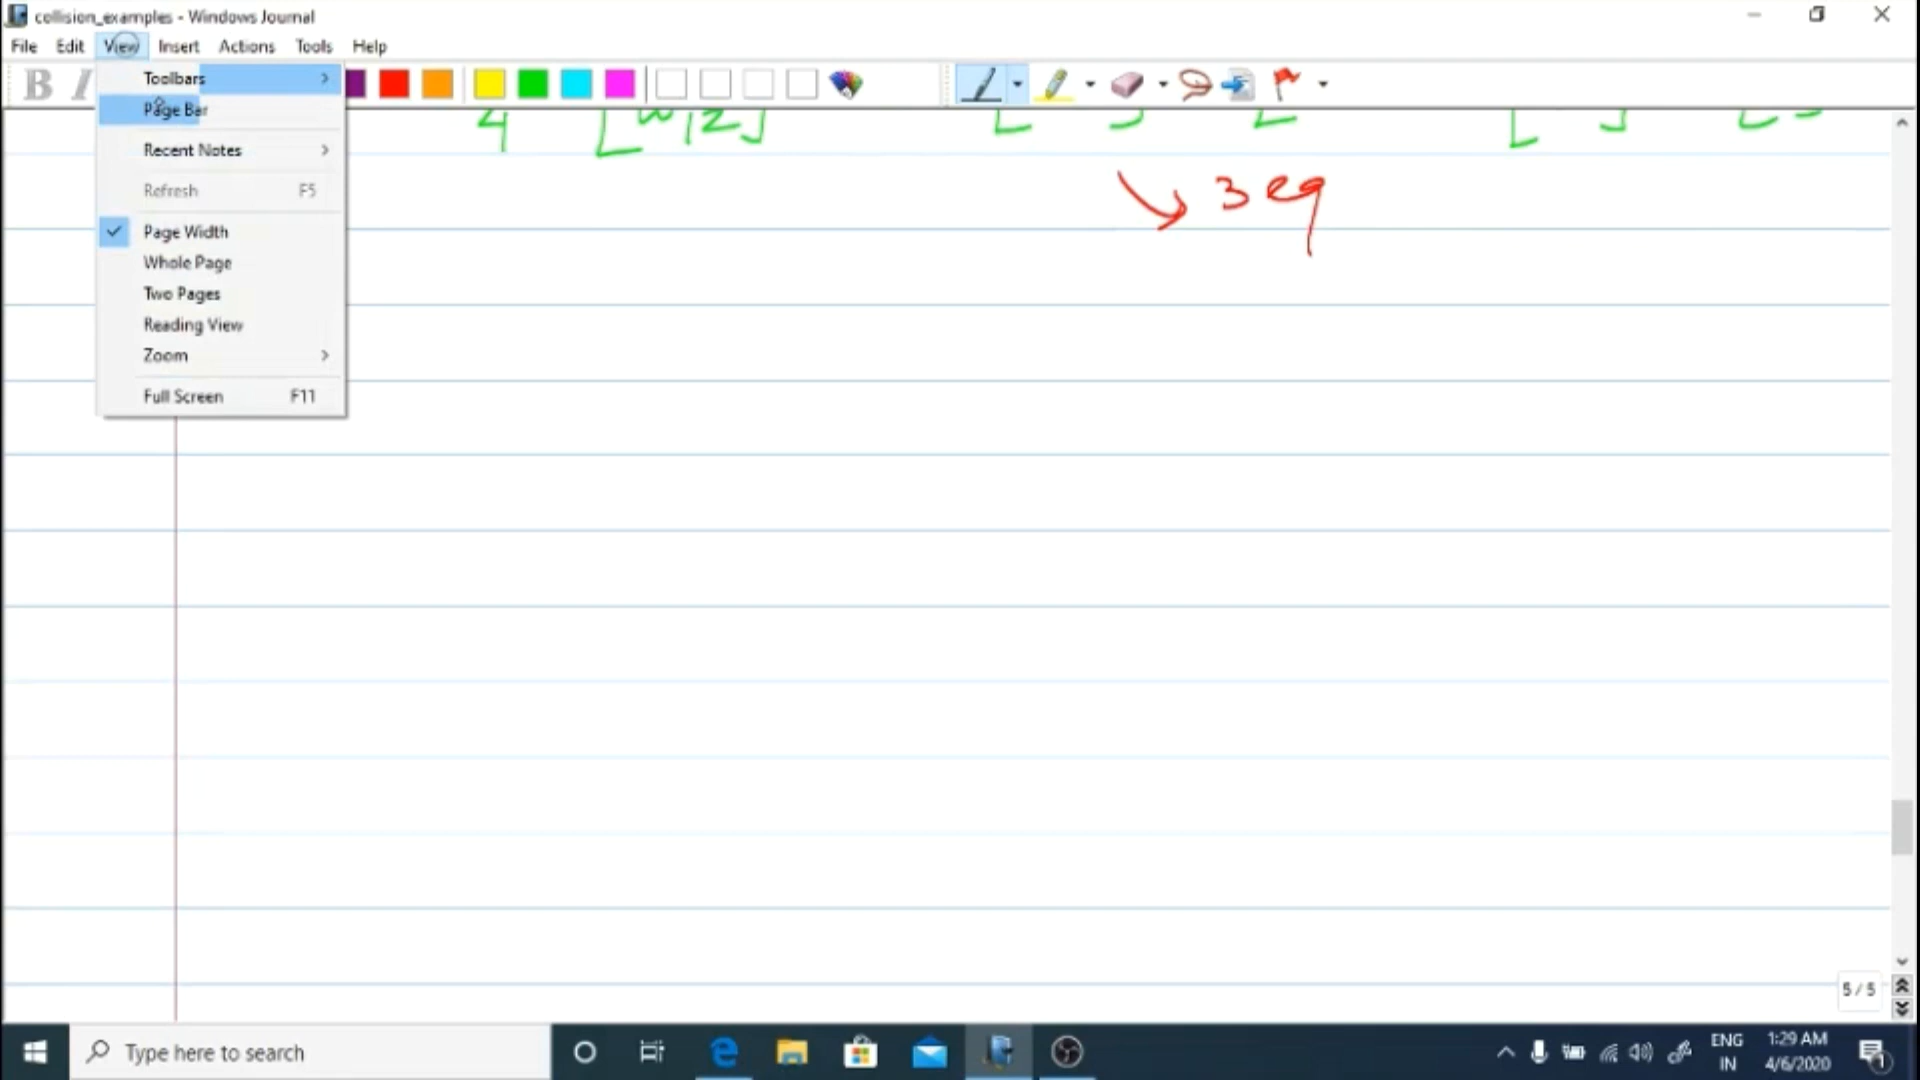 collision_examples - Windows Journal
File Edit View Insert Actions Tools Help
B I
Toolbars
Page Bar
Recent Notes
Refresh F5
Page Width
Whole Page
Two Pages
Reading View
Zoom
Full Screen F11
3 eq
5 / 5
Type here to search
ENG
IN
1:29 AM
4/6/2020
1